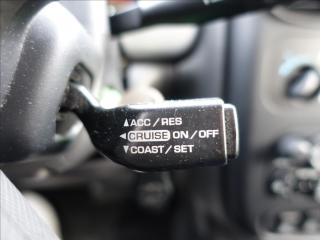 ▲ACC/RES
◄CRUISE ON/OFF
▼COAST/SET